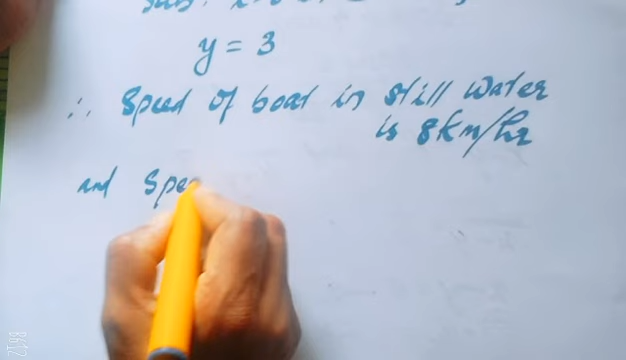 y = 3
∴ Speed of boat in still water
is 8km/hr
and Spe